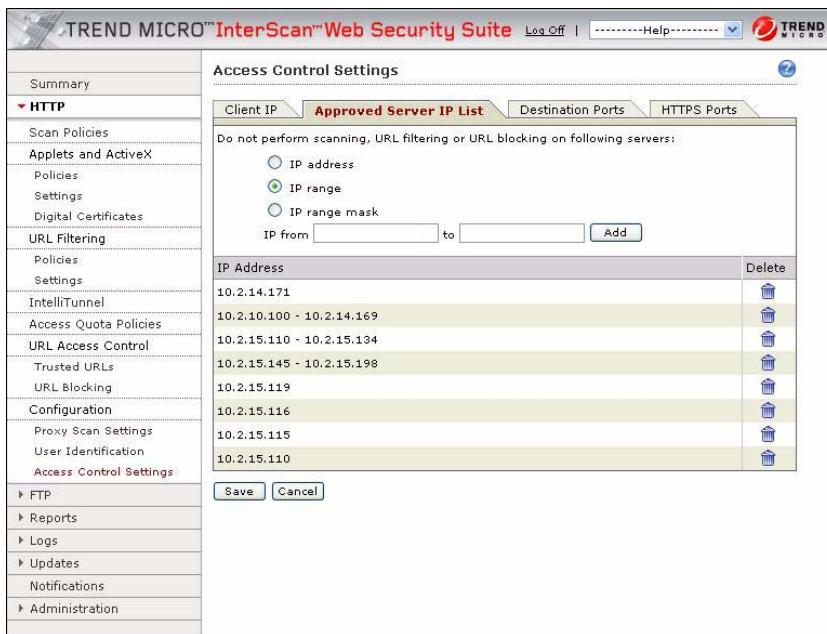 TREND MICRO™ InterScan™ Web Security Suite Log Off | ---------Help--------- TREND MICRO
Summary
HTTP
Scan Policies
Applets and ActiveX
Policies
Settings
Digital Certificates
URL Filtering
Policies
Settings
IntelliTunnel
Access Quota Policies
URL Access Control
Trusted URLs
URL Blocking
Configuration
Proxy Scan Settings
User Identification
Access Control Settings
FTP
Reports
Logs
Updates
Notifications
Administration
Access Control Settings ?
Client IP Approved Server IP List Destination Ports HTTPS Ports
Do not perform scanning, URL filtering or URL blocking on following servers:
IP address
IP range
IP range mask
IP from to Add
IP Address Delete
10.2.14.171
10.2.10.100 - 10.2.14.169
10.2.15.110 - 10.2.15.134
10.2.15.145 - 10.2.15.198
10.2.15.119
10.2.15.116
10.2.15.115
10.2.15.110
Save Cancel